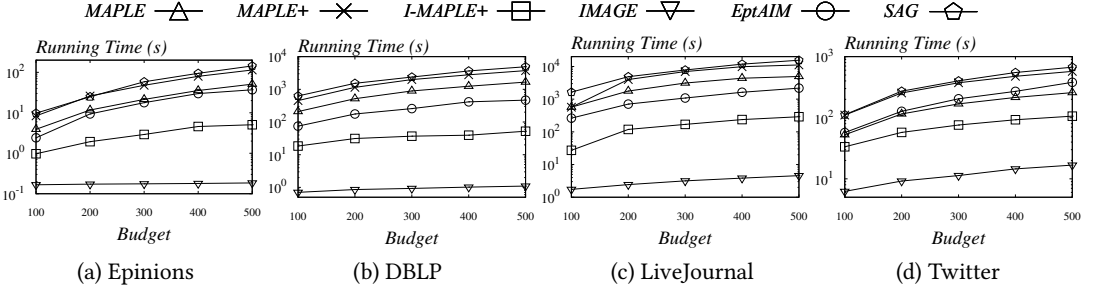 MAPLE MAPLE+ I-MAPLE+ IMAGE EptAIM SAG
Running Time (s)
10^2
10^1
10^0
10^-1
100 200 300 400 500
Budget
(a) Epinions
Running Time (s)
10^4
10^3
10^2
10^1
10^0
100 200 300 400 500
Budget
(b) DBLP
Running Time (s)
10^4
10^3
10^2
10^1
10^0
100 200 300 400 500
Budget
(c) LiveJournal
Running Time (s)
10^3
10^2
10^1
100 200 300 400 500
Budget
(d) Twitter